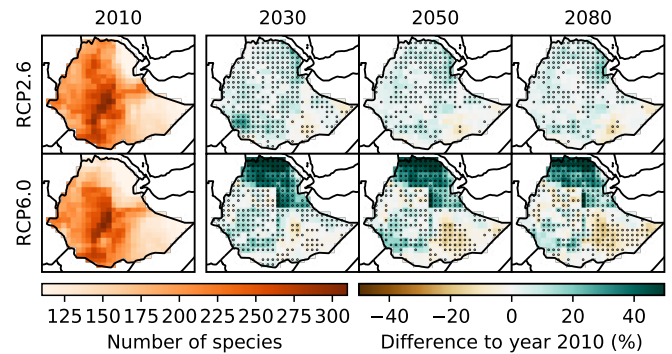 2010 2030 2050 2080
RCP2.6
RCP6.0
125 150 175 200 225 250 275 300
−40 −20 0 20 40
Number of species
Difference to year 2010 (%)